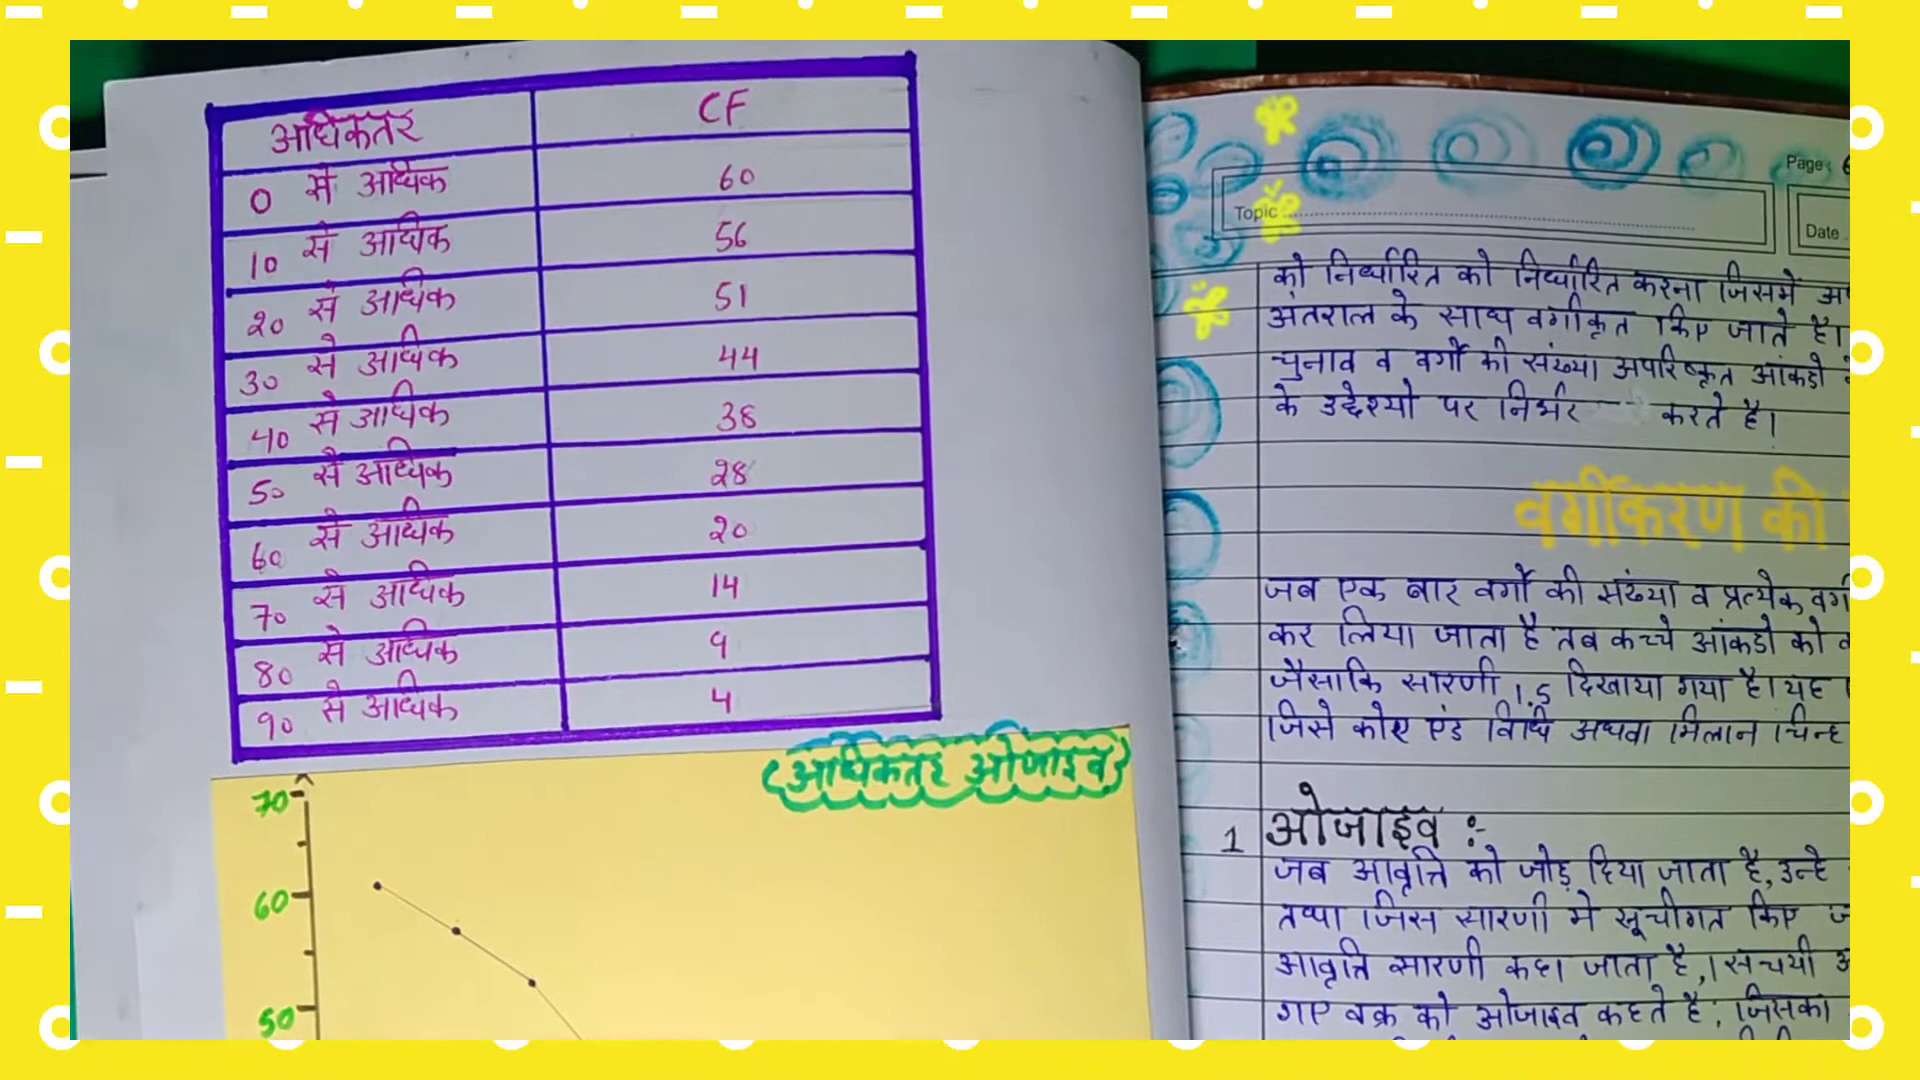 अधिकतर CF
0 से अधिक 60
10 से अधिक 56
20 से अधिक 51
30 से अधिक 44
40 से अधिक 38
50 से अधिक 28
60 से अधिक 20
70 से अधिक 14
80 से अधिक 9
90 से अधिक 4
(अधिकतर ओजाइव)
70
60
50
Page
Topic
Date
को निर्धारित को निर्धारित करना जिसमें
अंतराल के साथ वर्गीकृत किए जाते है।
चुनाव व वर्गो की संख्या अपरिष्कृत आंकडो
के उद्देश्यो पर निर्भर करते है।
वर्गीकरण की
जब एक बार वर्गो की संख्या व प्रत्येक वर्ग
कर लिया जाता है तब कच्चे आंकडो को
जैसाकि सारणी 1.5 दिखाया गया है। यह
जिसे फोर एंड विधि अथवा मिलान चिन्ह
1 ओजाइव :-
जब आवृत्ति को जोड़ दिया जाता है, उन्हे
तथा जिस सारणी मे सूचीगत किए
आवृत्ति सारणी कहा जाता है, । संचयी
गए वक्र को ओजाइव कहते है; जिसका